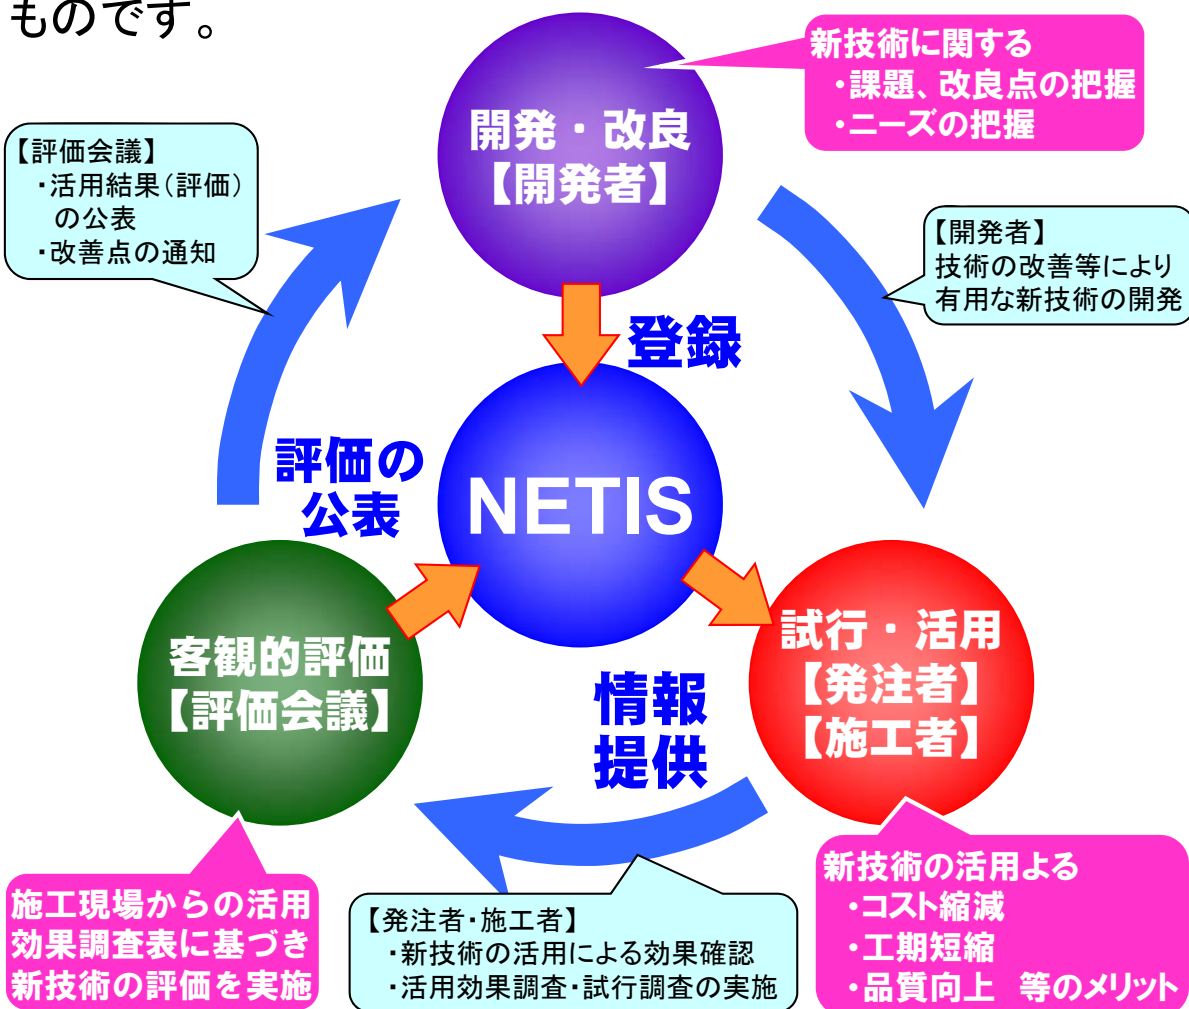 ものです。
新技術に関する
・課題、改良点の把握
・ニーズの把握
開発・改良
【開発者】
【評価会議】
・活用結果(評価)
の公表
・改善点の通知
【開発者】
技術の改善等により
有用な新技術の開発
登録
評価の
公表
NETIS
客観的評価
【評価会議】
試行・活用
【発注者】
【施工者】
情報
提供
施工現場からの活用
効果調査表に基づき
新技術の評価を実施
【発注者・施工者】
・新技術の活用による効果確認
・活用効果調査・試行調査の実施
新技術の活用よる
・コスト縮減
・工期短縮
・品質向上　等のメリット